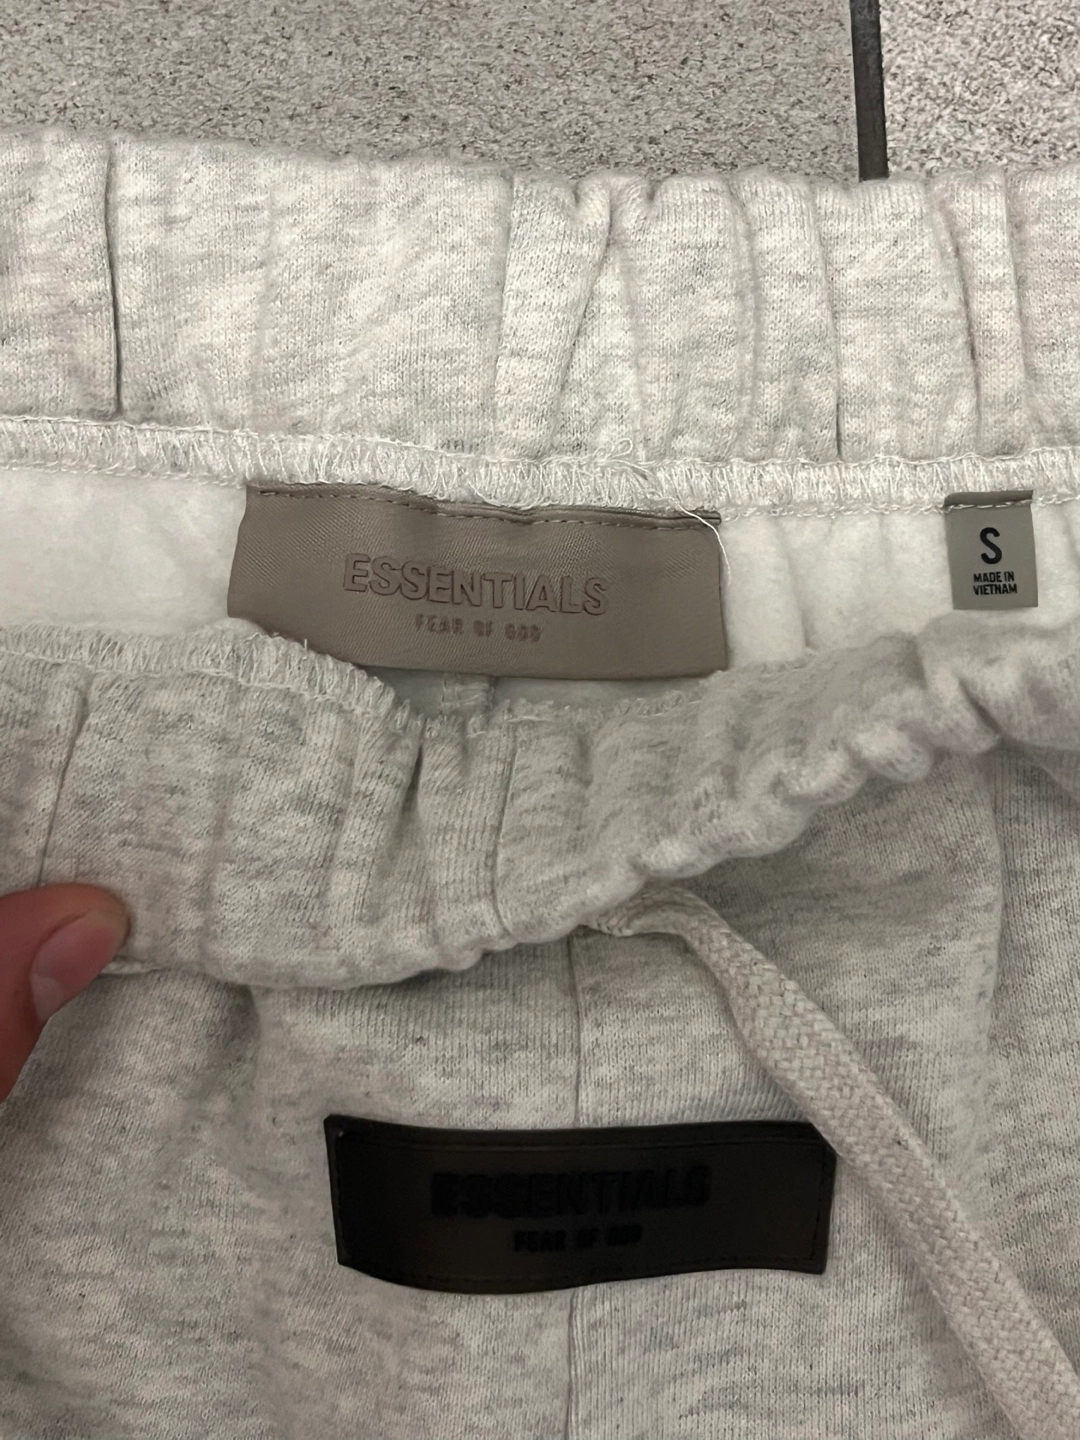 ESSENTIALS
FEAR OF GOD
S
MADE IN
VIETNAM
ESSENTIALS
FEAR OF GOD